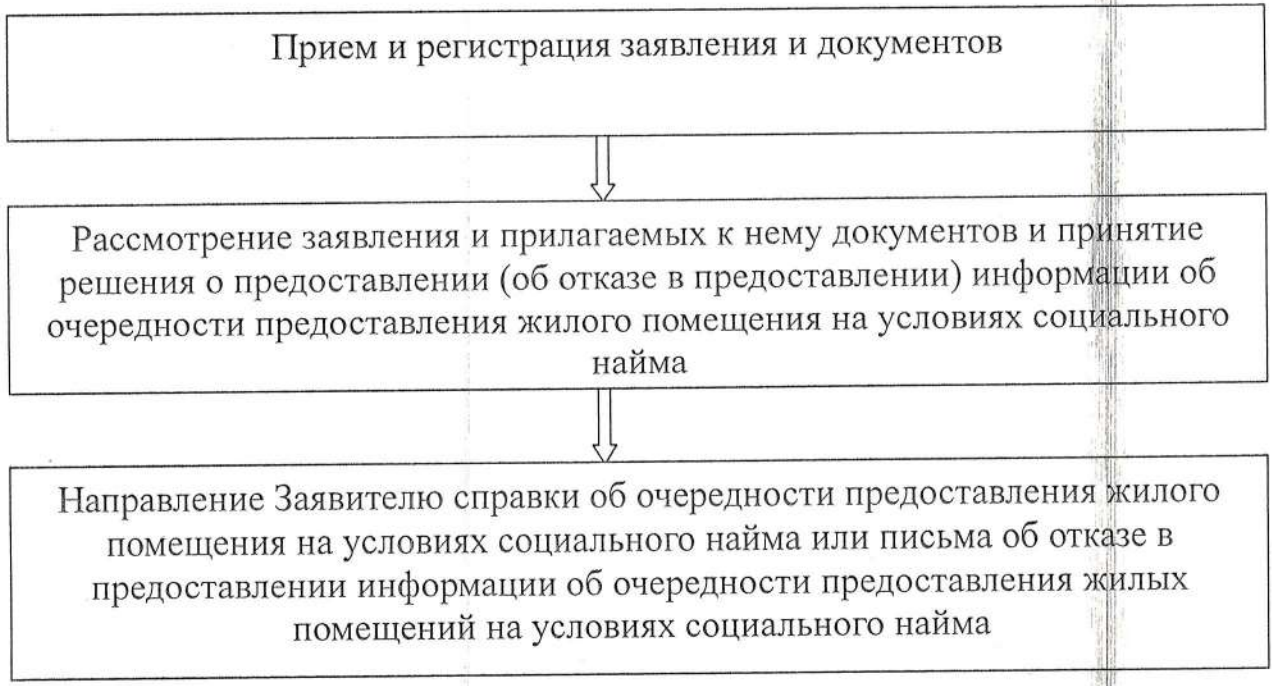 Прием и регистрация заявления и документов
Рассмотрение заявления и прилагаемых к нему документов и принятие
решения о предоставлении (об отказе в предоставлении) информации об
очередности предоставления жилого помещения на условиях социального
найма
Направление Заявителю справки об очередности предоставления жилого
помещения на условиях социального найма или письма об отказе в
предоставлении информации об очередности предоставления жилых
помещений на условиях социального найма